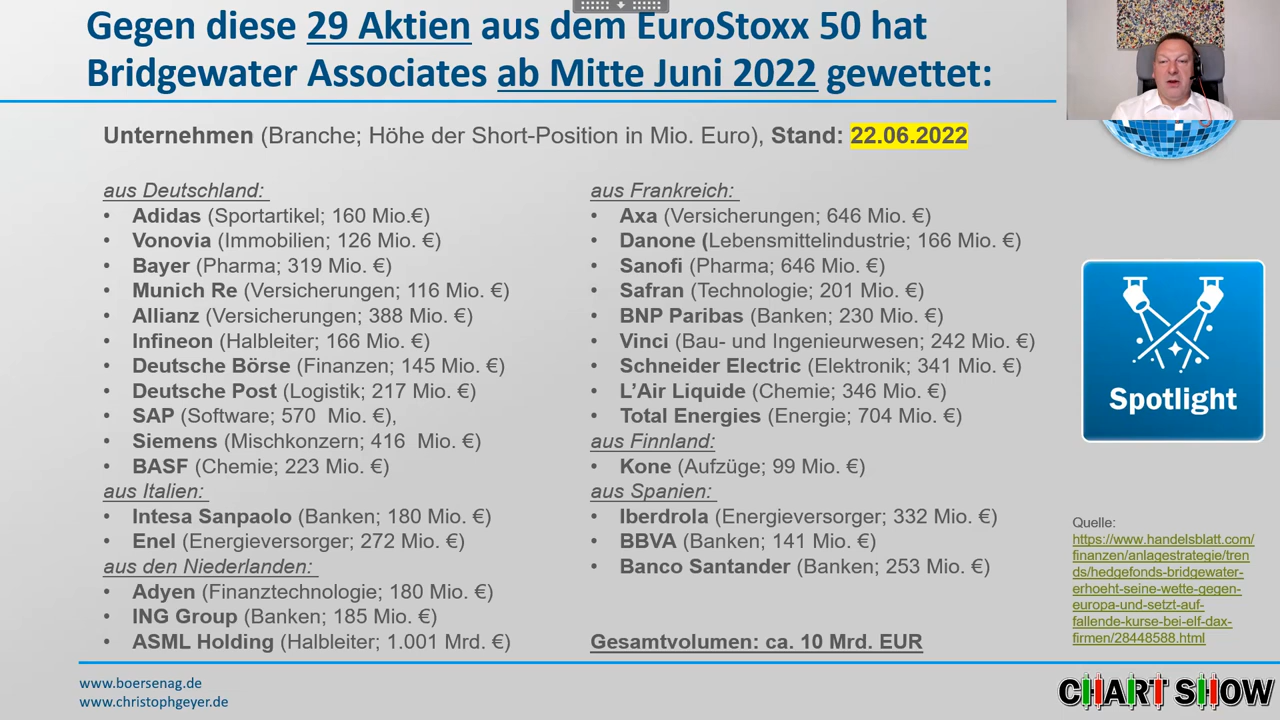 Gegen diese 29 Aktien aus dem EuroStoxx 50 hat
Bridgewater Associates ab Mitte Juni 2022 gewettet:
Unternehmen (Branche; Höhe der Short-Position in Mio. Euro), Stand: 22.06.2022
aus Deutschland:
• Adidas (Sportartikel; 160 Mio.€)
• Vonovia (Immobilien; 126 Mio. €)
• Bayer (Pharma; 319 Mio. €)
• Munich Re (Versicherungen; 116 Mio. €)
• Allianz (Versicherungen; 388 Mio. €)
• Infineon (Halbleiter; 166 Mio. €)
• Deutsche Börse (Finanzen; 145 Mio. €)
• Deutsche Post (Logistik; 217 Mio. €)
• SAP (Software; 570  Mio. €),
• Siemens (Mischkonzern; 416  Mio. €)
• BASF (Chemie; 223 Mio. €)
aus Italien:
• Intesa Sanpaolo (Banken; 180 Mio. €)
• Enel (Energieversorger; 272 Mio. €)
aus den Niederlanden:
• Adyen (Finanztechnologie; 180 Mio. €)
• ING Group (Banken; 185 Mio. €)
• ASML Holding (Halbleiter; 1.001 Mrd. €)
aus Frankreich:
• Axa (Versicherungen; 646 Mio. €)
• Danone (Lebensmittelindustrie; 166 Mio. €)
• Sanofi (Pharma; 646 Mio. €)
• Safran (Technologie; 201 Mio. €)
• BNP Paribas (Banken; 230 Mio. €)
• Vinci (Bau- und Ingenieurwesen; 242 Mio. €)
• Schneider Electric (Elektronik; 341 Mio. €)
• L’Air Liquide (Chemie; 346 Mio. €)
• Total Energies (Energie; 704 Mio. €)
aus Finnland:
• Kone (Aufzüge; 99 Mio. €)
aus Spanien:
• Iberdrola (Energieversorger; 332 Mio. €)
• BBVA (Banken; 141 Mio. €)
• Banco Santander (Banken; 253 Mio. €)
Gesamtvolumen: ca. 10 Mrd. EUR
Spotlight
Quelle:
https://www.handelsblatt.com/
finanzen/anlagestrategie/tren
ds/hedgefonds-bridgewater-
erhoeht-seine-wette-gegen-
europa-und-setzt-auf-
fallende-kurse-bei-elf-dax-
firmen/28448588.html
www.boersenag.de
www.christophgeyer.de
CHART SHOW